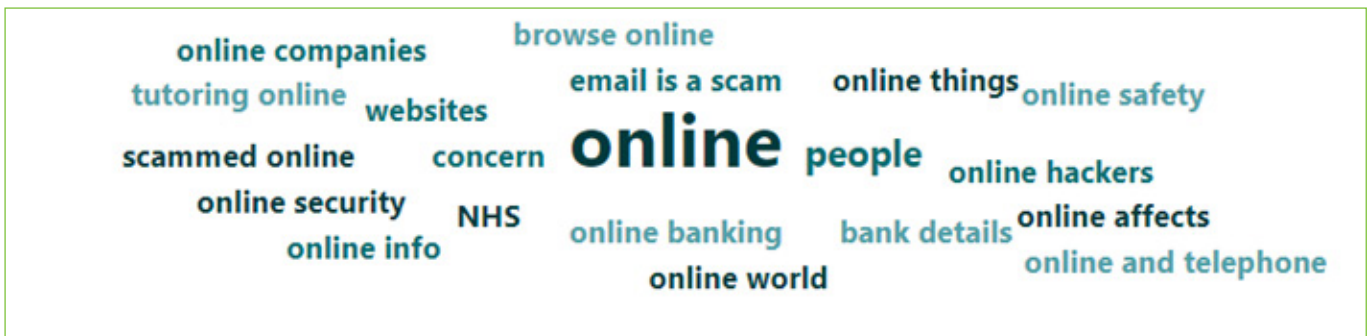 browse online
online companies
email is a scam
online things
online safety
tutoring online
websites
online
people
scammed online
concern
online hackers
online security
NHS
online affects
online banking
bank details
online info
online and telephone
online world